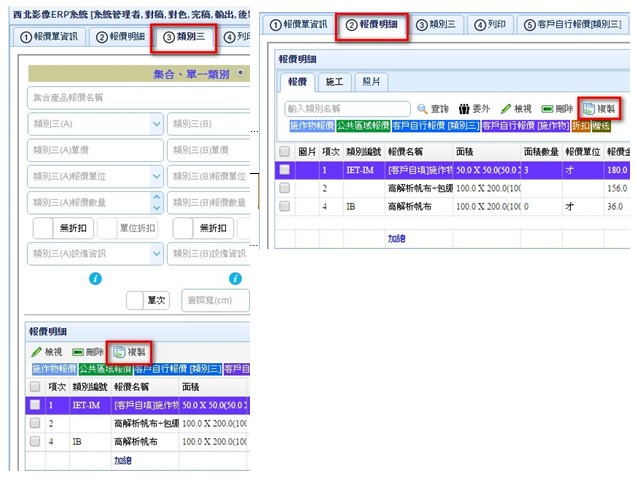 西北影像ERP系統 [系統管理者, 對稿, 對色, 完稿, 輸出, 後
① 報價單資訊
② 報價明細
③ 類別三
④ 列印
集合、單一類別
集合產品報價名稱
類別三(A)
類別三(B)
類別三(A)單價
類別三(B)單價
類別三(A)報價單位
類別三(B)報價單位
類別三(A)報價數量
類別三(B)報價數量
無折扣
單位折扣
無折扣
類別三(A)設備資訊
類別三(B)設備資訊
單次
實際寬(cm)
報價明細
檢視
刪除
複製
施作物報價
公共區域報價
客戶自行報價 [類別三]
客戶自
項次
類別編號
報價名稱
面積
1
IET-IM
[客戶自填]施作物
50.0 X 50.0(50.0
2
高解析帆布+包繃
100.0 X 200.0(100
4
IB
高解析帆布
100.0 X 200.0(100
加總
① 報價單資訊
② 報價明細
③ 類別三
④ 列印
⑤ 客戶自行報價[類別三]
報價明細
報價
施工
照片
輸入類別名稱
查詢
委外
檢視
刪除
複製
施作物報價
公共區域報價
客戶自行報價 [類別三]
客戶自行報價 [施作物]
折扣
贈送
圖片
項次
類別編號
報價名稱
面積
面積數量
報價單位
報價金
1
IET-IM
[客戶自填]施作物
50.0 X 50.0(50.0
3
才
180.0
2
高解析帆布+包繃
100.0 X 200.0(100
156.0
4
IB
高解析帆布
100.0 X 200.0(100
0
才
36.0
加總